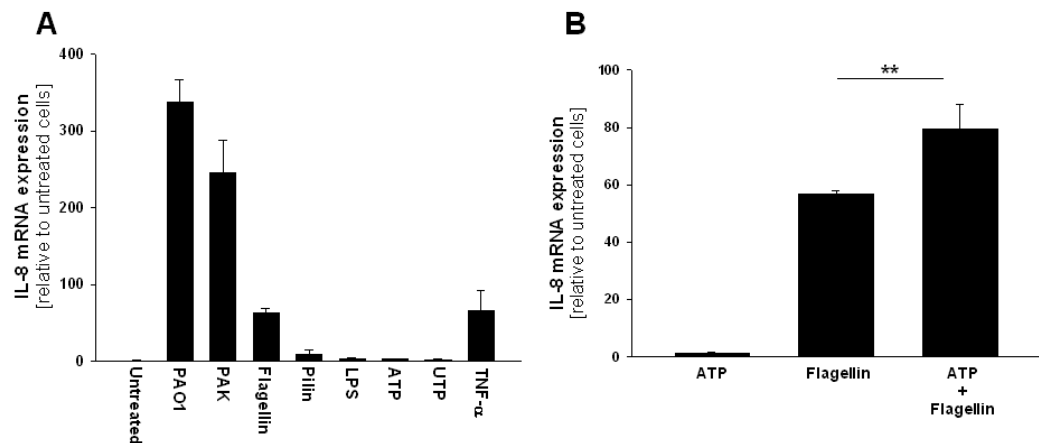 A
IL-8 mRNA expression
[relative to untreated cells]
400
300
200
100
0
Untreated
PAO1
PAK
Flagellin
Pilin
LPS
ATP
UTP
TNF-α
B
IL-8 mRNA expression
[relative to untreated cells]
100
80
60
40
20
0
**
ATP
Flagellin
ATP
+
Flagellin